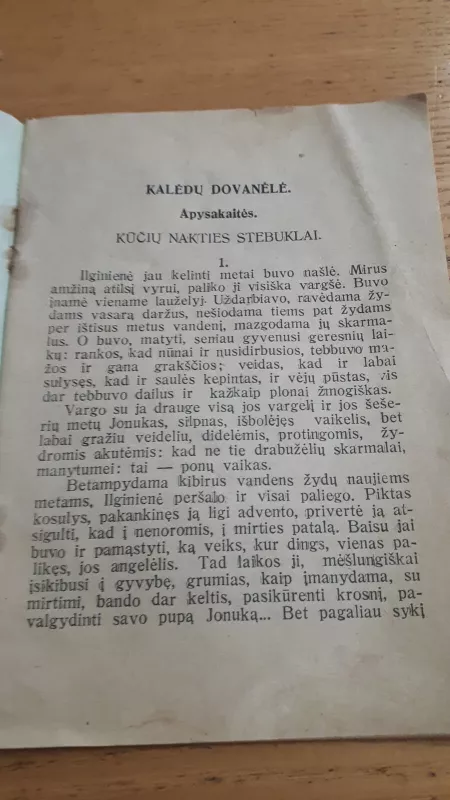 KALĖDŲ DOVANĖLĖ.
Apysakaitės.
KŪČIŲ NAKTIES STEBUKLAI.
1.
Ilginienė jau kelinti metai buvo našlė. Mirus
amžiną atilsį vyrui, paliko ji visiška vargšė. Buvo
įnamė viename lauželyj. Uždarbiavo, ravėdama žy-
dams vasarą daržus, nešiodama tiems pat žydams
per ištisus metus vandenį, mazgodama jų skarma-
lus. O buvo, matyti, seniau gyvenusi geresnių lai-
kų: rankos, kad nūnai ir nusidirbusios, tebbuvo ma-
žos ir gana grakščios; veidas, kad ir labai
sulysęs, kad ir saulės kepintas, ir vėjų pūstas, vis
dar tebbuvo dailus ir kažkaip plonai žmogiškas.
Vargo su ja drauge visą jos vargelį ir jos šeše-
rių metų Jonukas, silpnas, išbolėjęs vaikelis, bet
labai gražiu veideliu, didelėmis, protingomis, žy-
dromis akutėmis: kad ne tie drabužėlių skarmalai,
manytumei: tai — ponų vaikas.
Betampydama kibirus vandens žydų naujiems
metams, Ilginienė peršalo ir visai paliego. Piktas
kosulys, pakankinęs ją ligi advento, privertė ją at-
sigulti, kad į nenoromis, į mirties patalą. Baisu jai
buvo ir pamąstyti, ką veiks, kur dings, vienas pa-
likęs, jos angelėlis. Tad laikos ji, mėšlungiškai
įsikibusi į gyvybę, grumias, kaip įmanydama, su
mirtimi, bando dar keltis, pasikūrenti krosnį, pa-
valgydinti savo pupą Jonuką... Bet pagaliau sykį